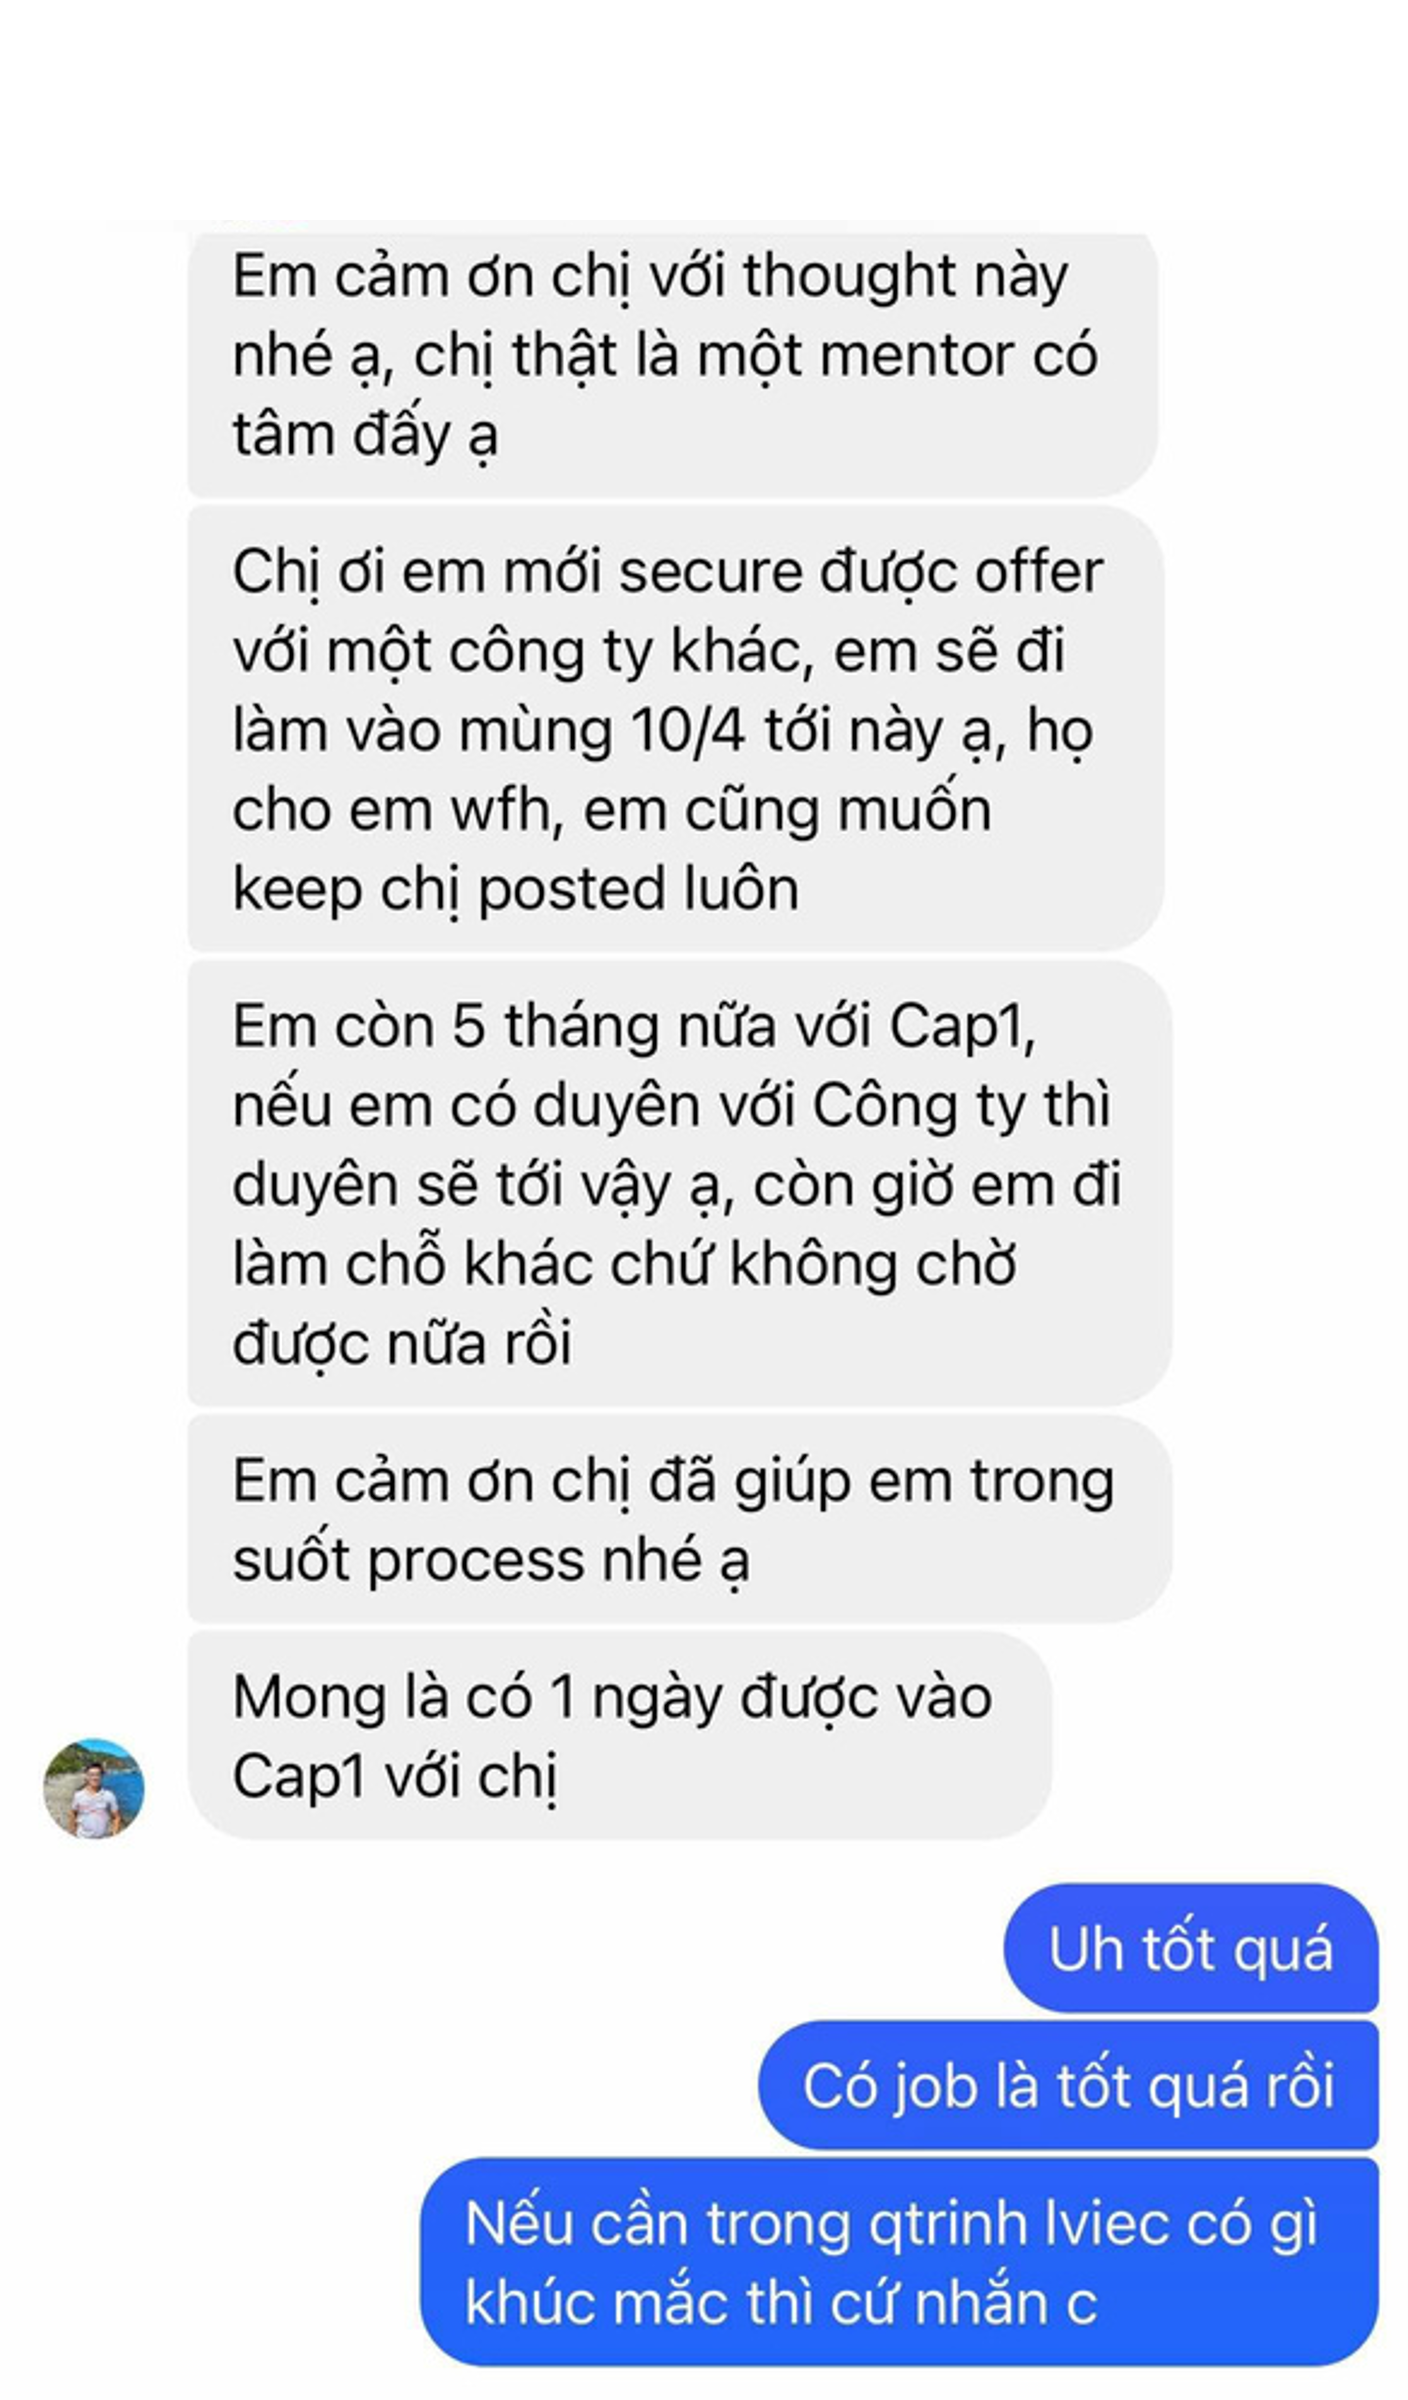 Em cảm ơn chị với thought này
nhé ạ, chị thật là một mentor có
tâm đấy ạ
Chị ơi em mới secure được offer
với một công ty khác, em sẽ đi
làm vào mùng 10/4 tới này ạ, họ
cho em wfh, em cũng muốn
keep chị posted luôn
Em còn 5 tháng nữa với Cap1,
nếu em có duyên với Công ty thì
duyên sẽ tới vậy ạ, còn giờ em đi
làm chỗ khác chứ không chờ
được nữa rồi
Em cảm ơn chị đã giúp em trong
suốt process nhé ạ
Mong là có 1 ngày được vào
Cap1 với chị
Uh tốt quá
Có job là tốt quá rồi
Nếu cần trong qtrinh lviec có gì
khúc mắc thì cứ nhắn c